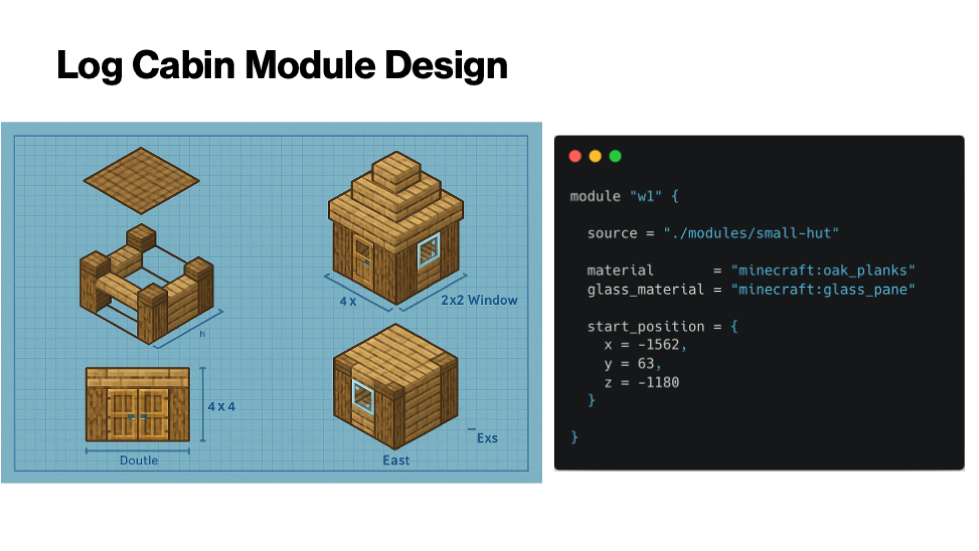 Log Cabin Module Design
4 x
2x2 Window
N
4 x 4
Doutle
Exs
East
module "w1" {
source = "./modules/small-hut"
material = "minecraft:oak_planks"
glass_material = "minecraft:glass_pane"
start_position = {
x = -1562,
y = 63,
z = -1180
}
}